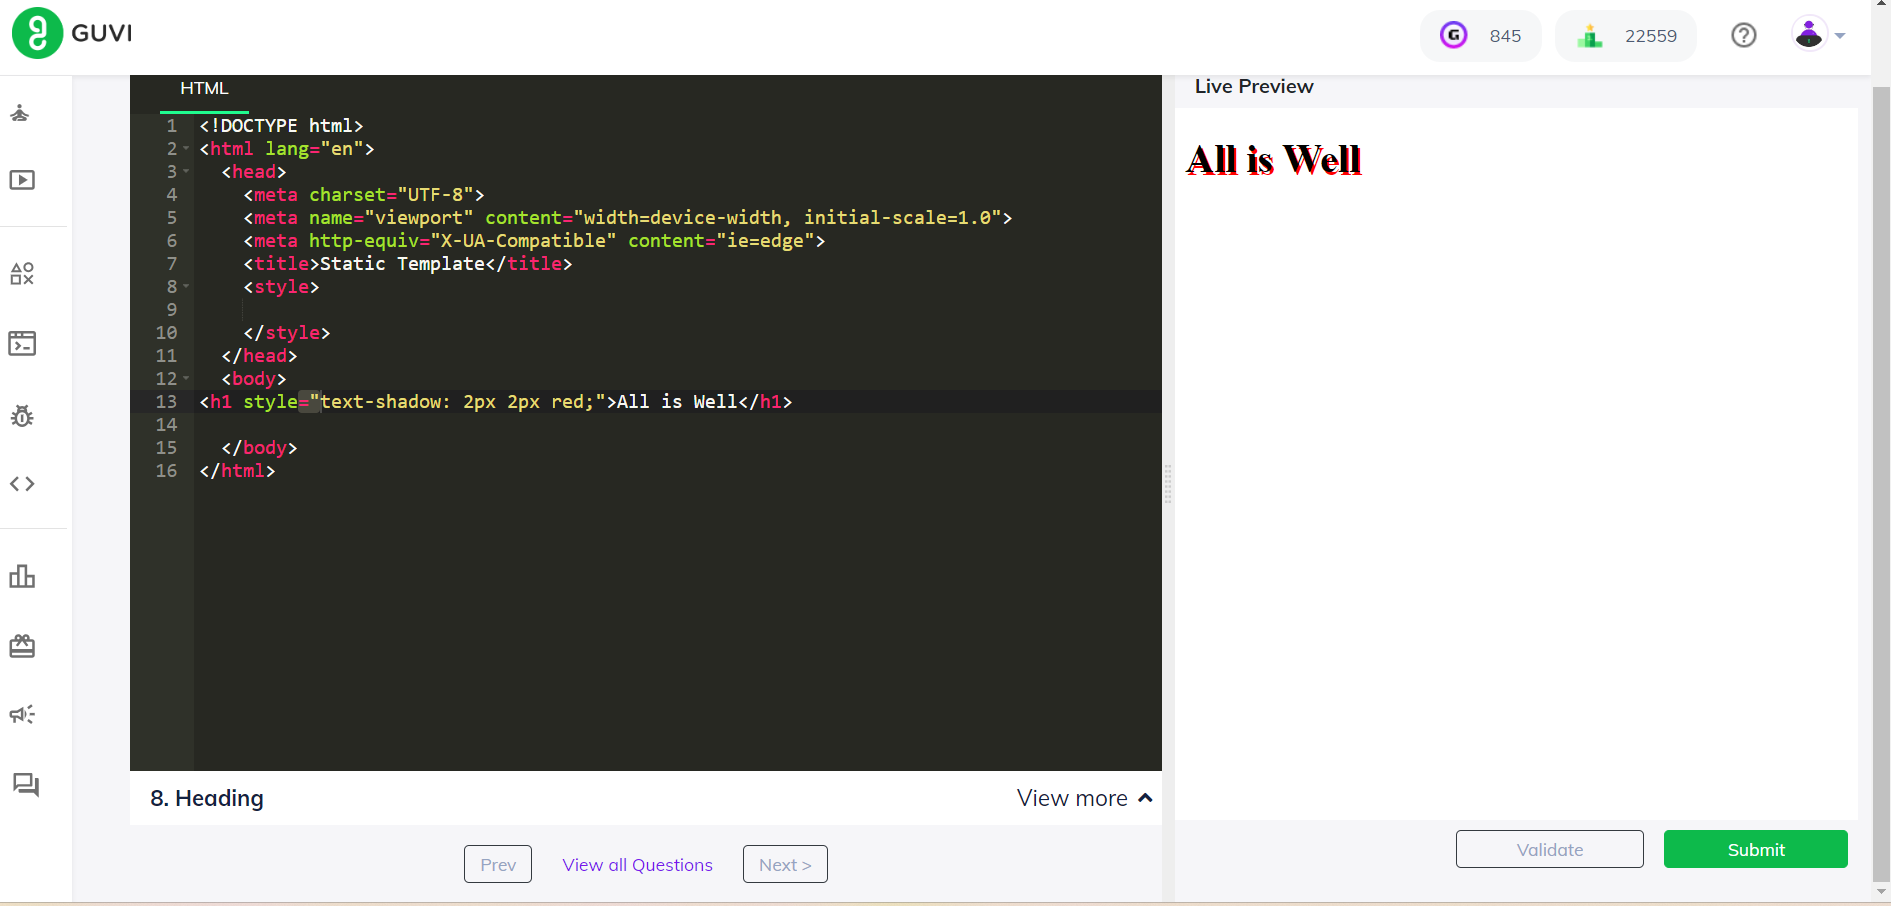 GUVI
845
22559
HTML
Live Preview
1 <!DOCTYPE html>
2 <html lang="en">
3 <head>
4 <meta charset="UTF-8">
5 <meta name="viewport" content="width=device-width, initial-scale=1.0">
6 <meta http-equiv="X-UA-Compatible" content="ie=edge">
7 <title>Static Template</title>
8 <style>
9
10 </style>
11 </head>
12 <body>
13 <h1 style="text-shadow: 2px 2px red;">All is Well</h1>
14
15 </body>
16 </html>
All is Well
8. Heading
View more
Prev
View all Questions
Next >
Validate
Submit